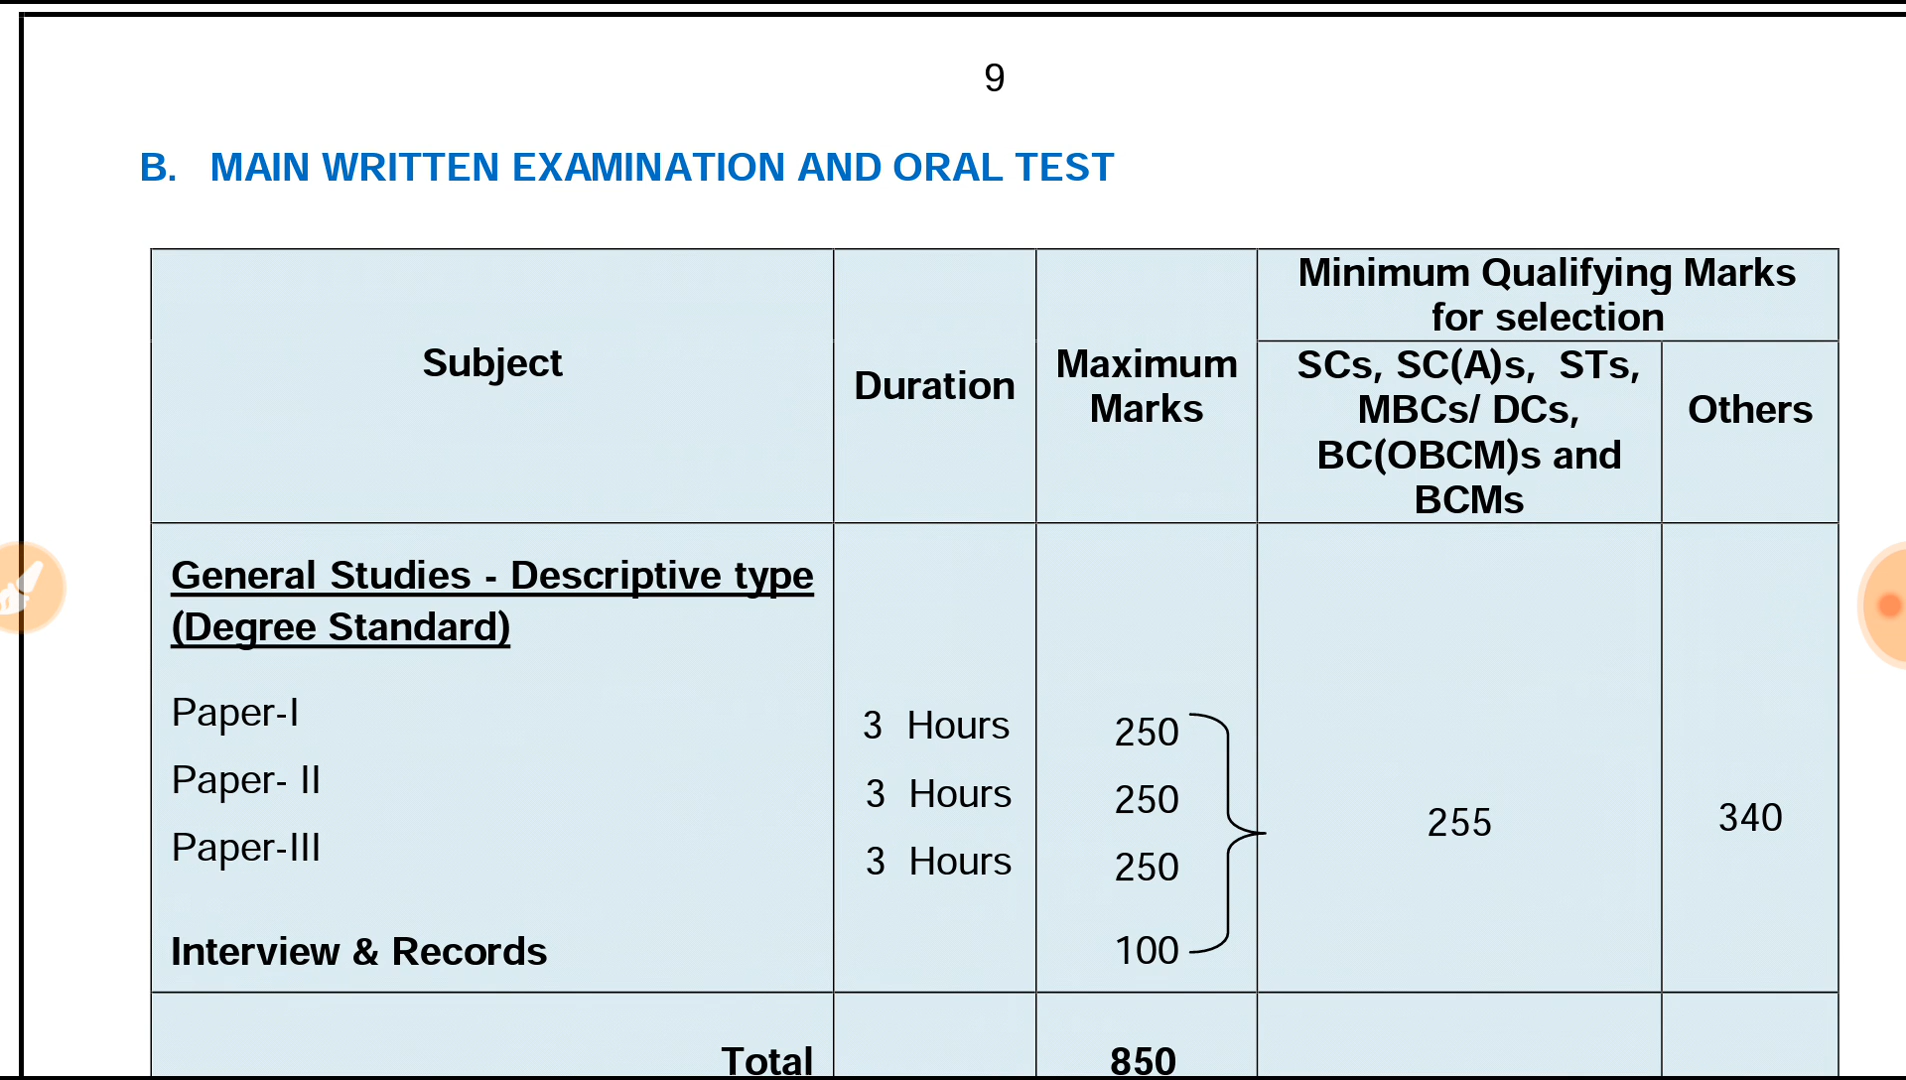 9
B. MAIN WRITTEN EXAMINATION AND ORAL TEST
Subject
Duration
Maximum
Marks
Minimum Qualifying Marks
for selection
SCs, SC(A)s, STs,
MBCs/ DCs,
BC(OBCM)s and
BCMs
Others
General Studies - Descriptive type
(Degree Standard)
Paper-I 3 Hours 250
Paper- II 3 Hours 250
Paper-III 3 Hours 250
255 340
Interview & Records 100
Total 850